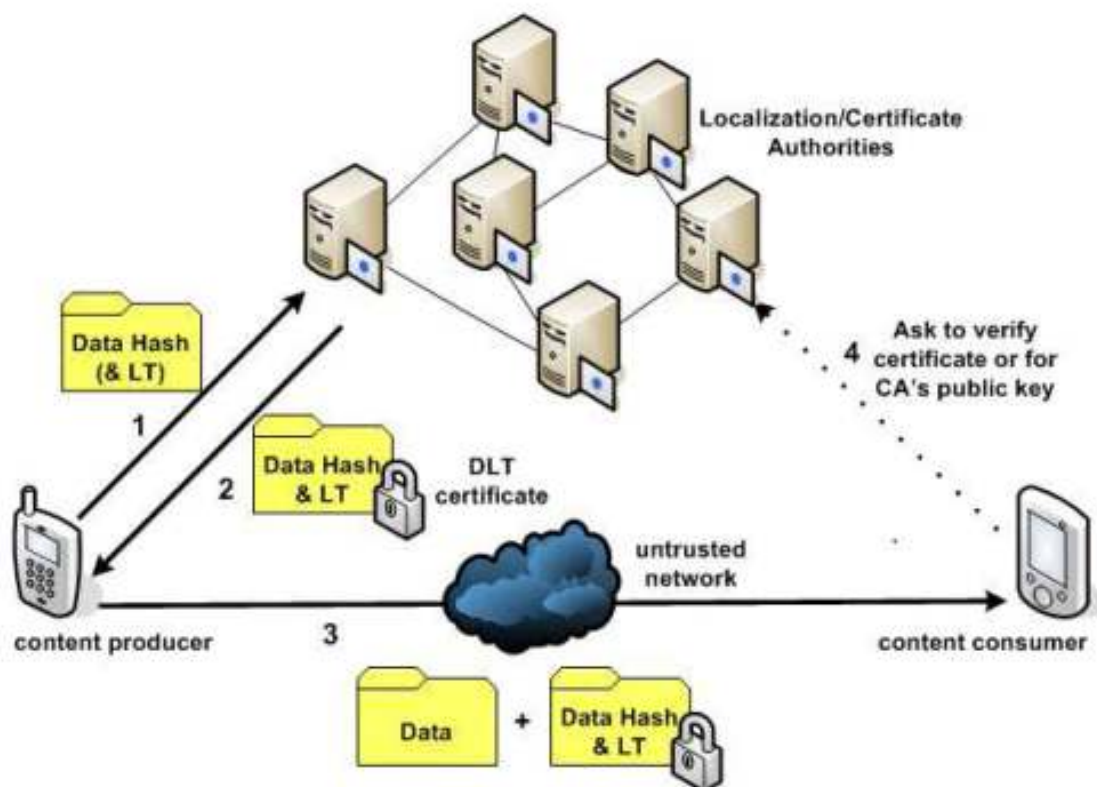 Localization/Certificate
Authorities
Data Hash
(& LT)
1
2
Data Hash
& LT
DLT
certificate
4
Ask to verify
certificate or for
CA's public key
untrusted
network
content producer
3
content consumer
Data
+
Data Hash
& LT